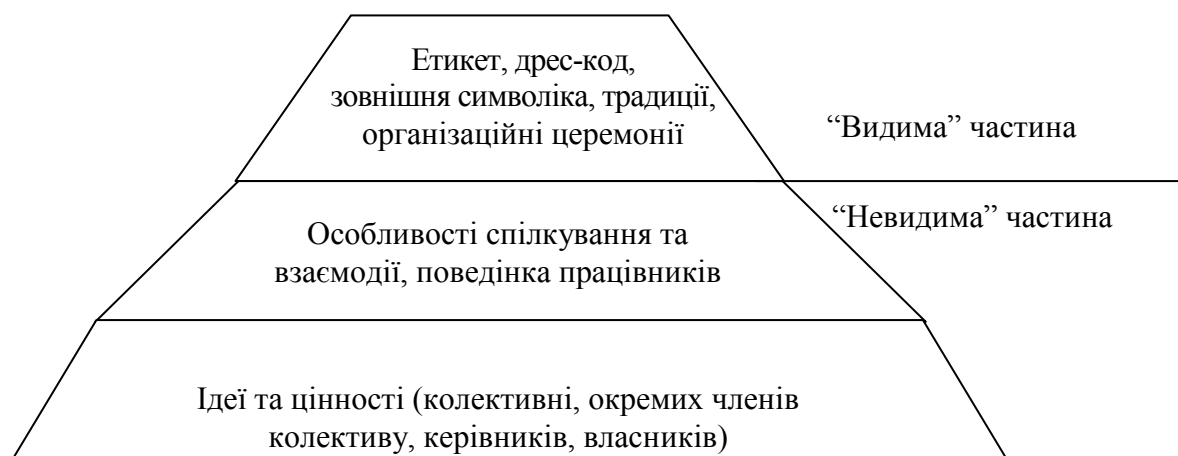 Етикет, дрес-код,
зовнішня символіка, традиції,
організаційні церемонії
“Видима” частина
“Невидима” частина
Особливості спілкування та
взаємодії, поведінка працівників
Ідеї та цінності (колективні, окремих членів
колективу, керівників, власників)